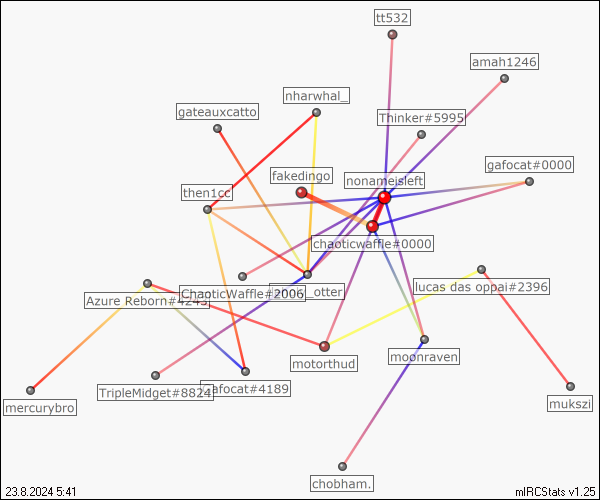 tt532
amah1246
nharwhal_
gateauxcatto
Thinker#5995
gafocat#0000
fakedingo
nonameisleft
then1cc
chaoticwaffle#0000
ChaoticWaffle#2006
_otter
lucas das oppai#2396
Azure Reborn#4243
motorthud
moonraven
TripleMidget#8824
gafocat#4189
mercurybro
mukszi
chobham.
23.8.2024 5:41
mIRCStats v1.25